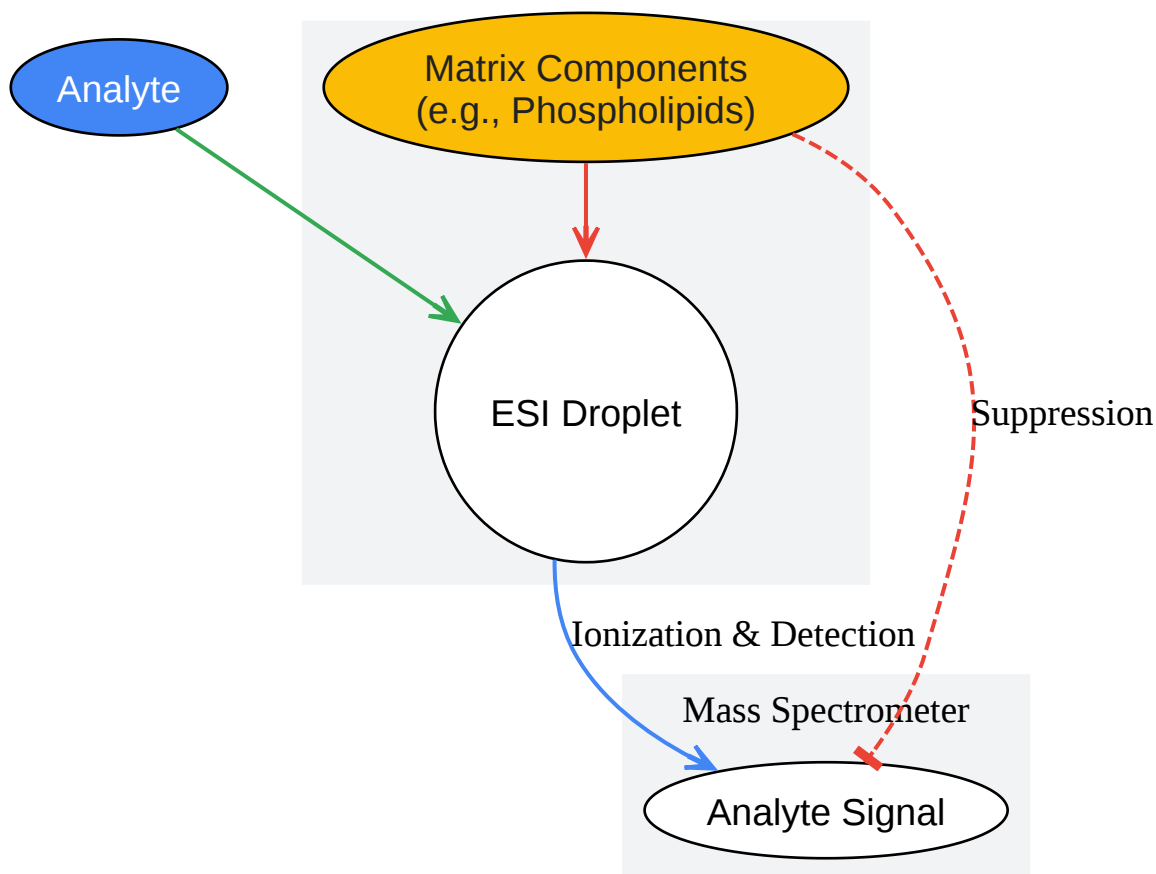 Analyte
Matrix Components
(e.g., Phospholipids)
ESI Droplet
Suppression
Ionization & Detection
Mass Spectrometer
Analyte Signal